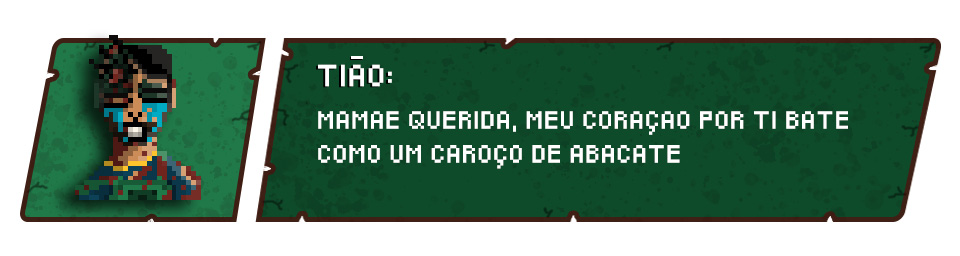 TIÃO:
MAMAE QUERIDA, MEU CORAÇAO POR TI BATE
COMO UM CAROÇO DE ABACATE